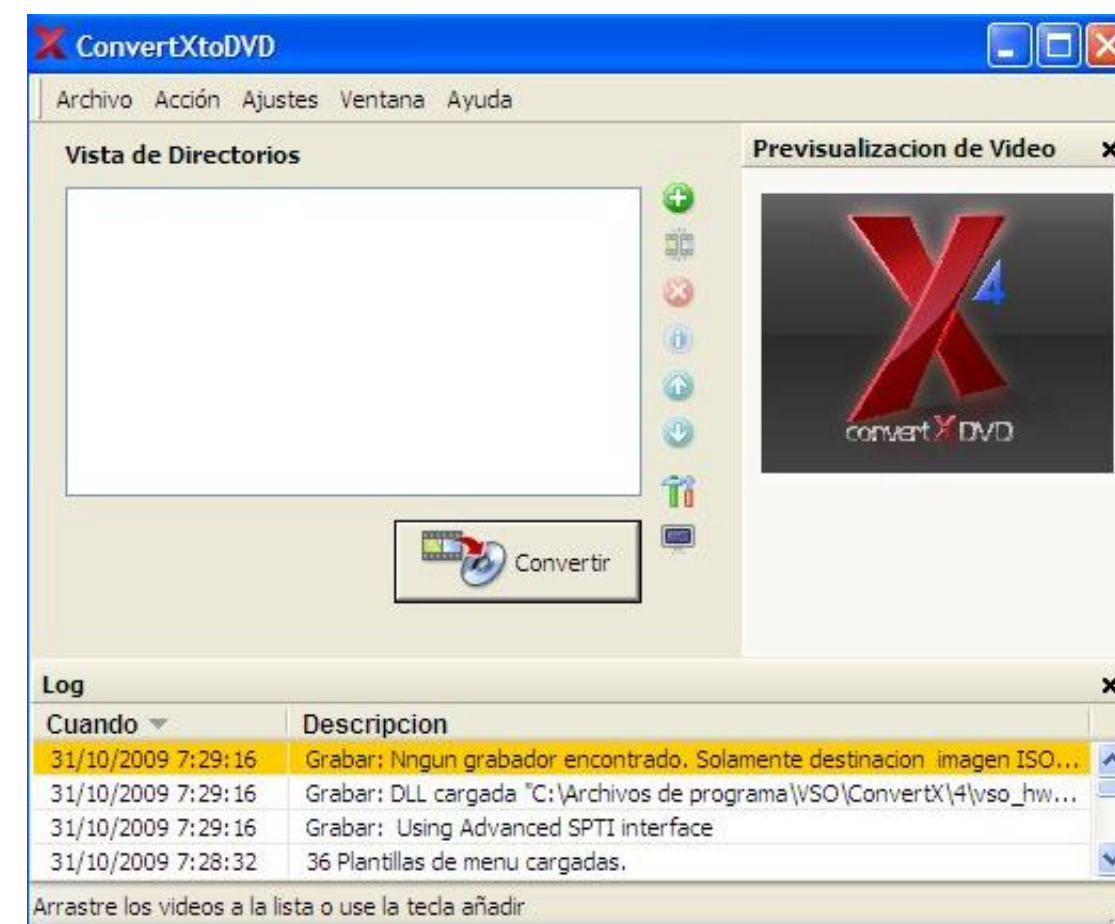 ConvertXtoDVD
Archivo Acción Ajustes Ventana Ayuda
Vista de Directorios
Previsualizacion de Video
4
convert X DVD
Convertir
Log
Cuando Descripcion
31/10/2009 7:29:16 Grabar: Nngun grabador encontrado. Solamente destinacion imagen ISO...
31/10/2009 7:29:16 Grabar: DLL cargada "C:\Archivos de programa\VSO\ConvertX\4\vso_hw...
31/10/2009 7:29:16 Grabar: Using Advanced SPTI interface
31/10/2009 7:28:32 36 Plantillas de menu cargadas.
Arrastre los videos a la lista o use la tecla añadir